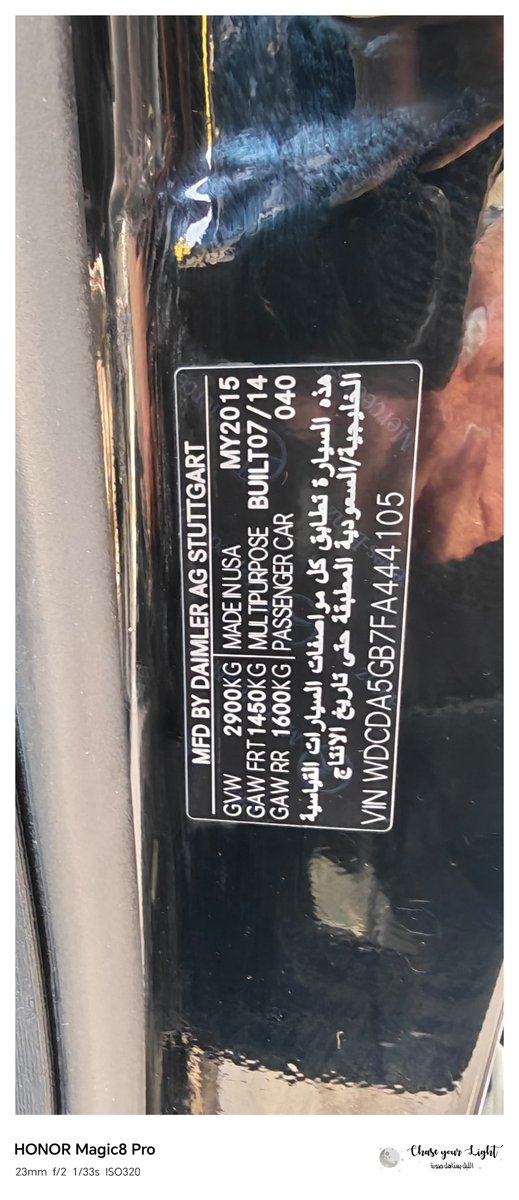 MFD BY DAIMLER AG STUTTGART
GVW 2900KG MADE IN USA MY2015
GAW FRT 1450KG MULTIPURPOSE BUILT07/14
GAW RR 1600KG PASSENGER CAR 040
هذه السيارة تطابق كل مواصفات السيارات القياسية
الخليجية/السعودية المطبقة حتى تاريخ الانتاج
VIN WDCDA5GB7FA444105
HONOR Magic8 Pro
23mm f/2 1/33s ISO320
Chase your Light